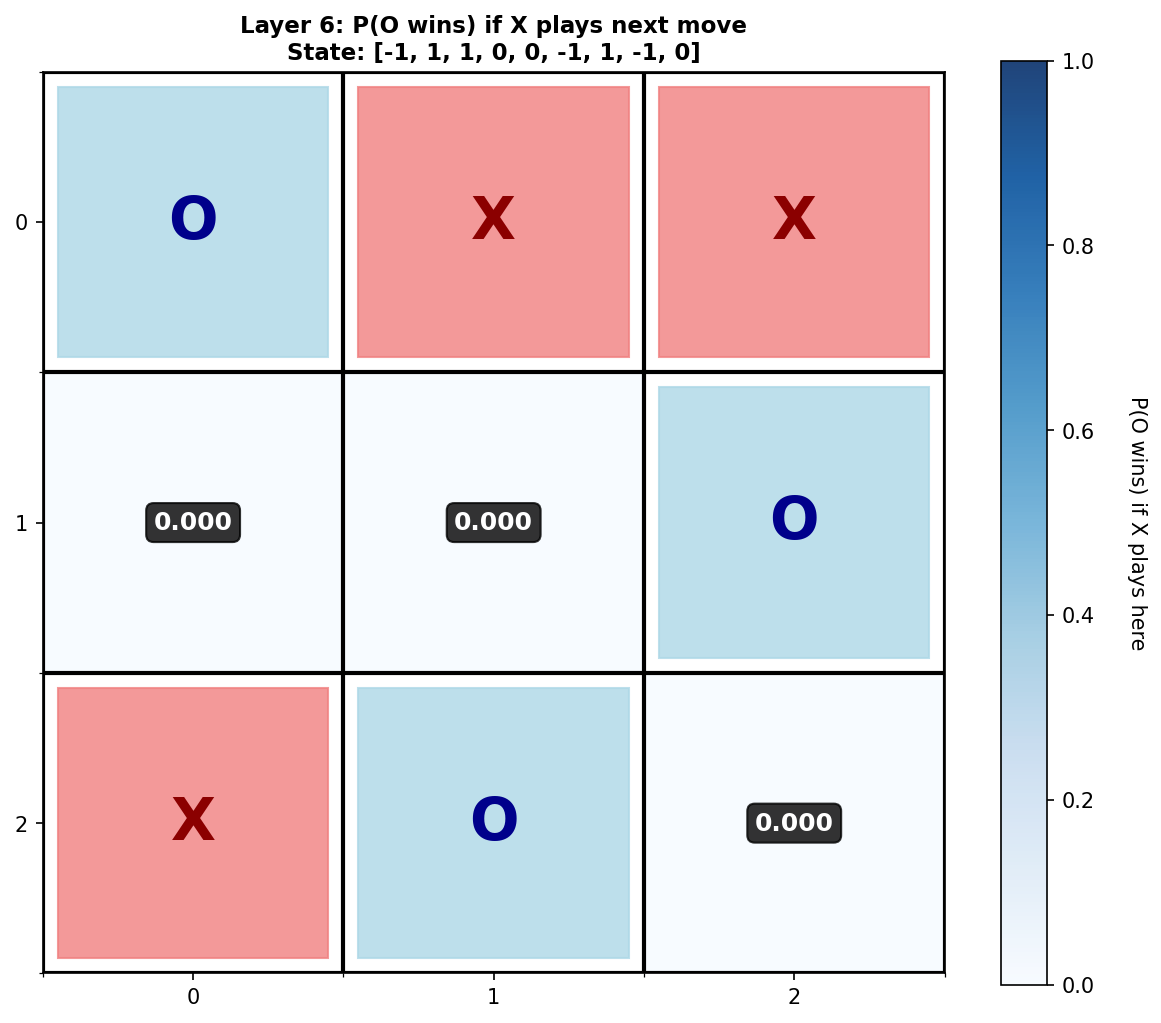 Layer 6: P(O wins) if X plays next move
State: [-1, 1, 1, 0, 0, -1, 1, -1, 0]
0
O
X
X
1
0.000
0.000
O
2
X
O
0.000
0
1
2
1.0
0.8
0.6
0.4
0.2
0.0
P(O wins) if X plays here